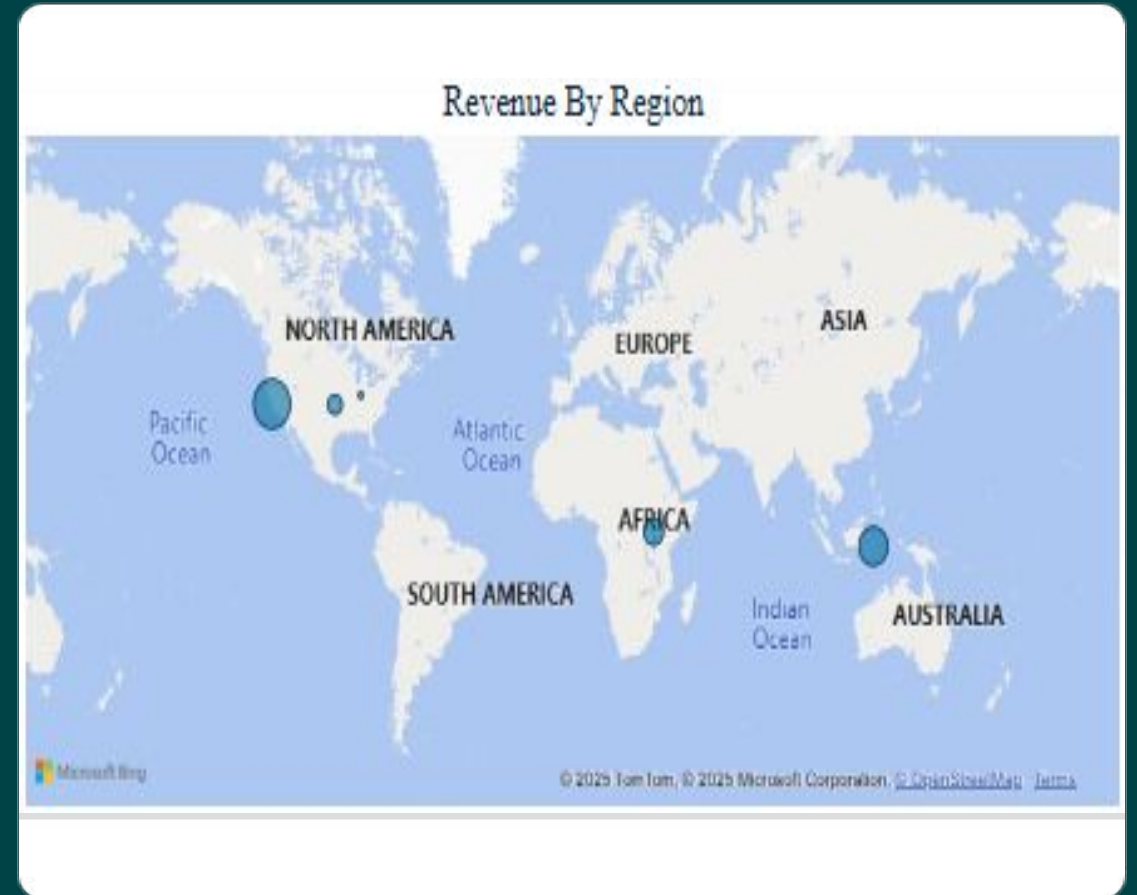 Revenue By Region
NORTH AMERICA
EUROPE
ASIA
Pacific
Ocean
Atlantic
Ocean
AFRICA
SOUTH AMERICA
Indian
Ocean
AUSTRALIA
Microsoft Bing
© 2025 TomTom, © 2025 Microsoft Corporation, © OpenStreetMap Terms